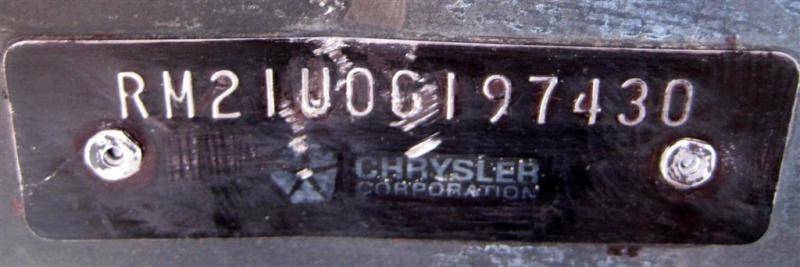 RM21U0G197430
CHRYSLER
CORPORATION